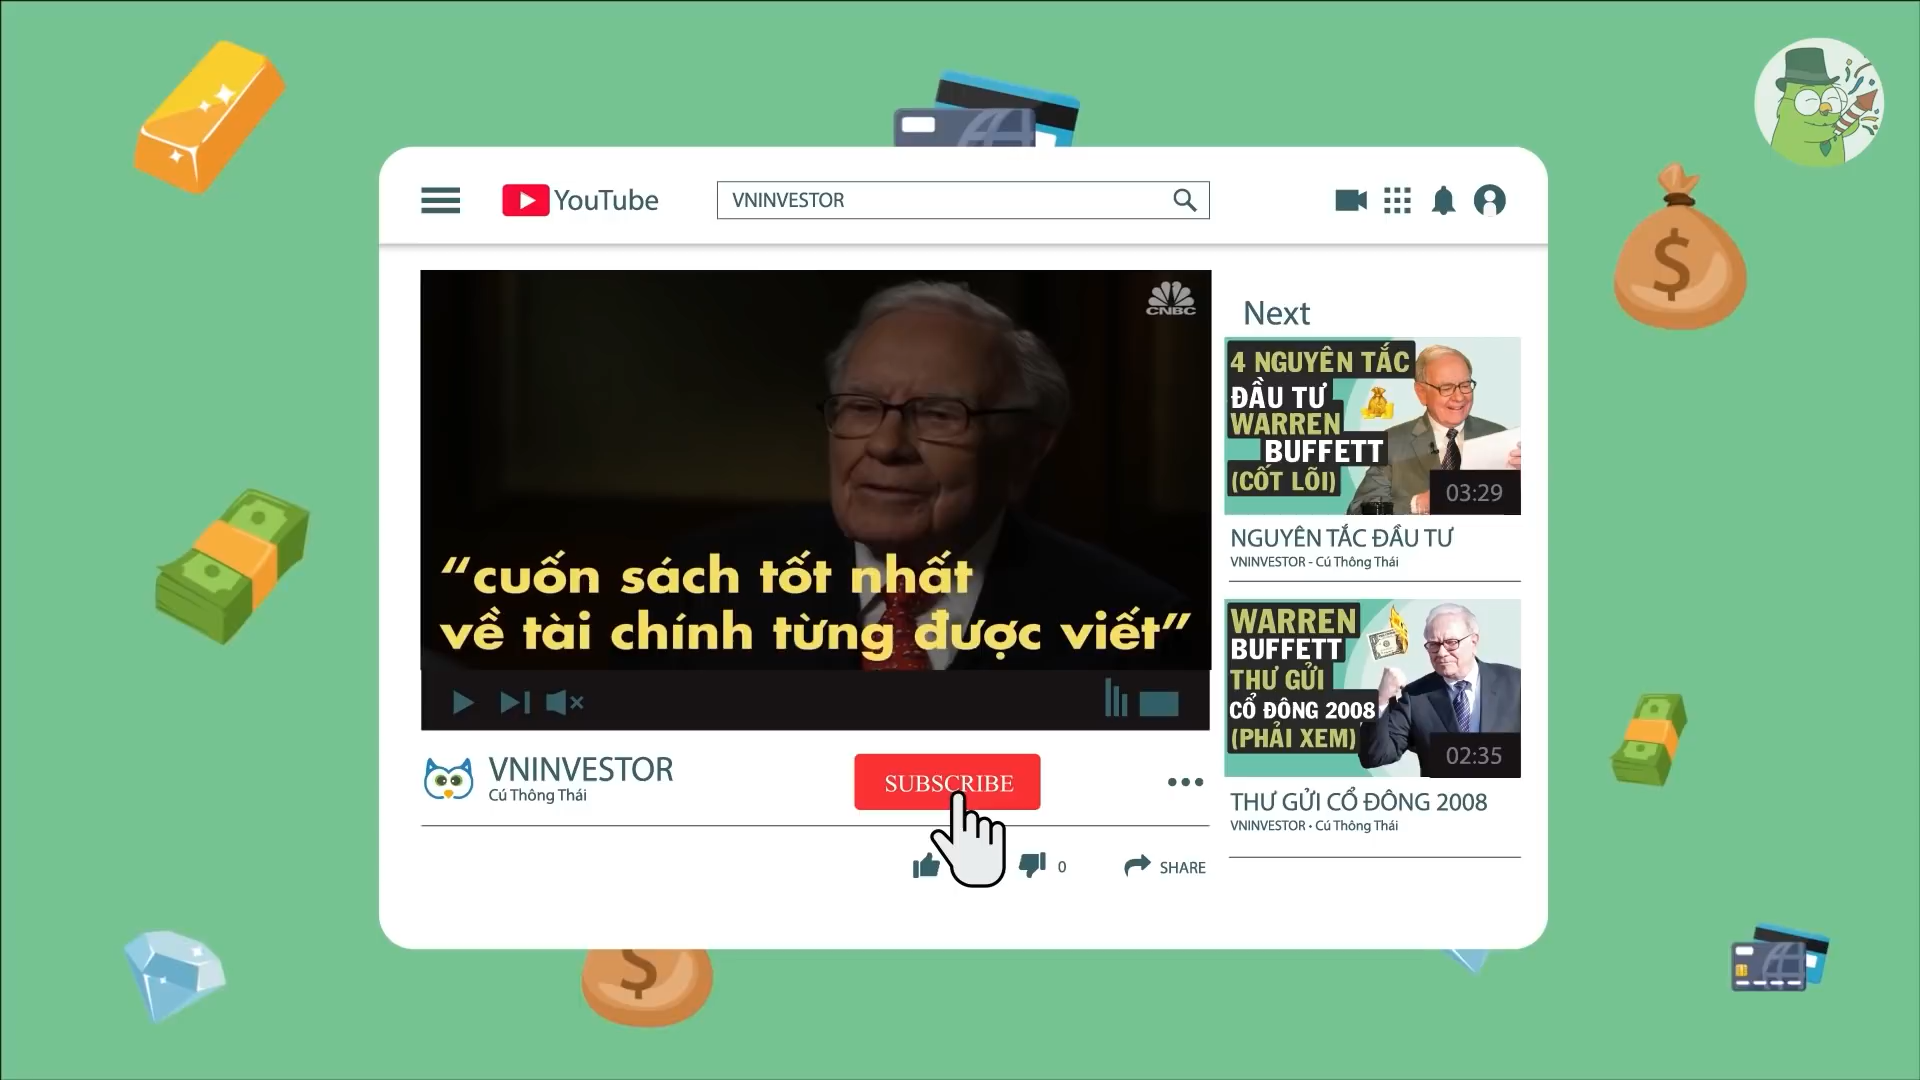 YouTube
VNINVESTOR
CNBC
“cuốn sách tốt nhất
về tài chính từng được viết”
VNINVESTOR
Cú Thông Thái
SUBSCRIBE
0
SHARE
Next
4 NGUYÊN TẮC
ĐẦU TƯ
WARREN
BUFFETT
(CỐT LÕI)
03:29
NGUYÊN TẮC ĐẦU TƯ
VNINVESTOR - Cú Thông Thái
WARREN
BUFFETT
THƯ GỬI
CỔ ĐÔNG 2008
(PHẢI XEM)
02:35
THƯ GỬI CỔ ĐÔNG 2008
VNINVESTOR • Cú Thông Thái
$
$